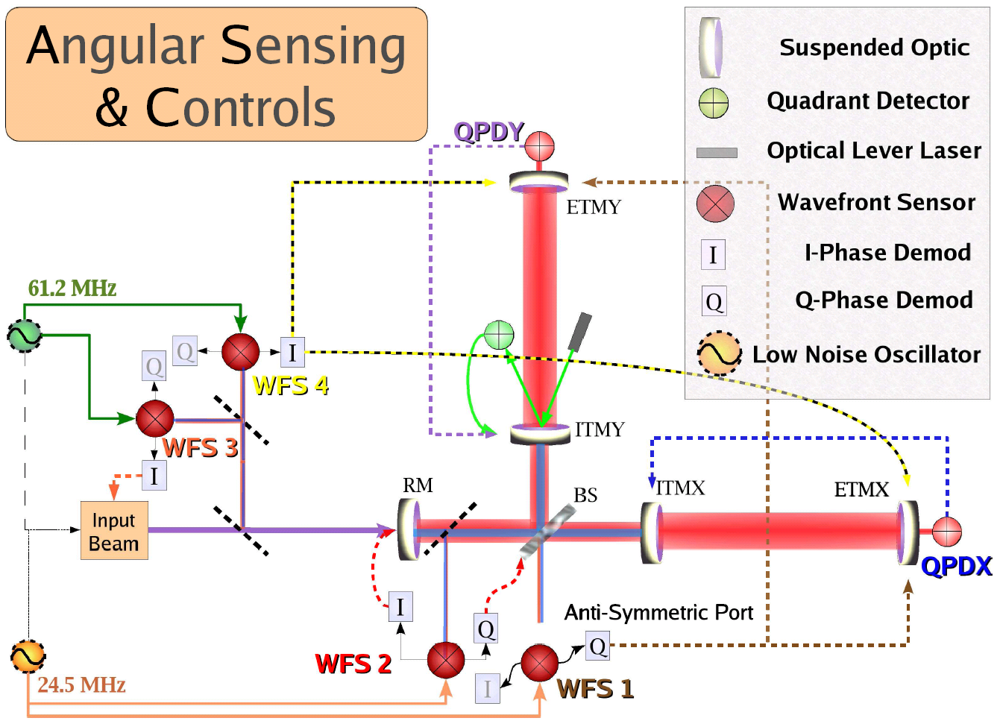 Angular Sensing
& Controls
Suspended Optic
Quadrant Detector
Optical Lever Laser
Wavefront Sensor
I
I-Phase Demod
Q
Q-Phase Demod
Low Noise Oscillator
QPDY
ETMY
61.2 MHz
Q
Q
I
WFS 4
WFS 3
I
ITMY
RM
BS
ITMX
ETMX
Input
Beam
QPDX
I
Q
Anti-Symmetric Port
Q
WFS 2
I
WFS 1
24.5 MHz